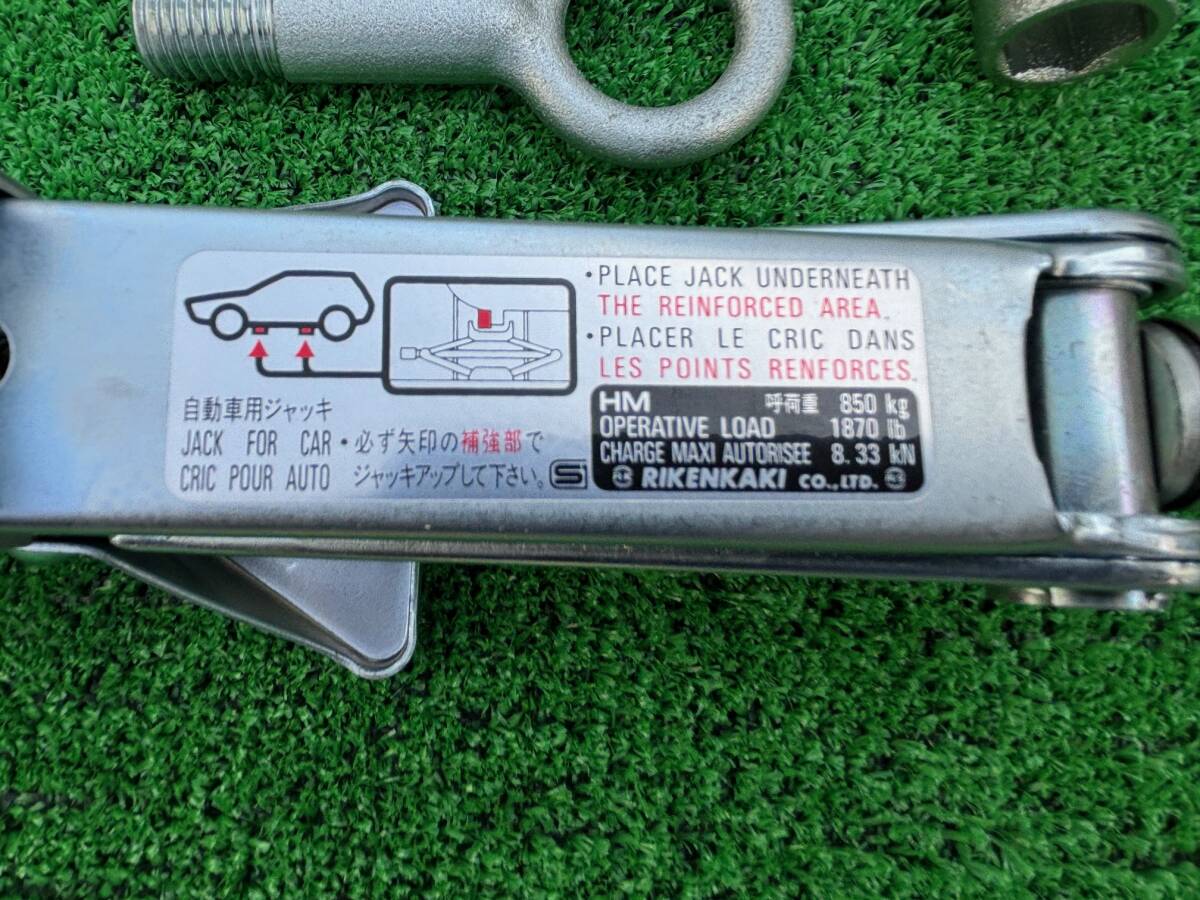 ・PLACE JACK UNDERNEATH
THE REINFORCED AREA.
・PLACER LE CRIC DANS
LES POINTS RENFORCES.
自動車用ジャッキ
JACK FOR CAR
CRIC POUR AUTO
・必ず矢印の補強部で
ジャッキアップして下さい。
HM 呼荷重 850 kg
OPERATIVE LOAD 1870 lb
CHARGE MAXI AUTORISEE 8.33 kN
RIKENKAKI CO.,LTD.